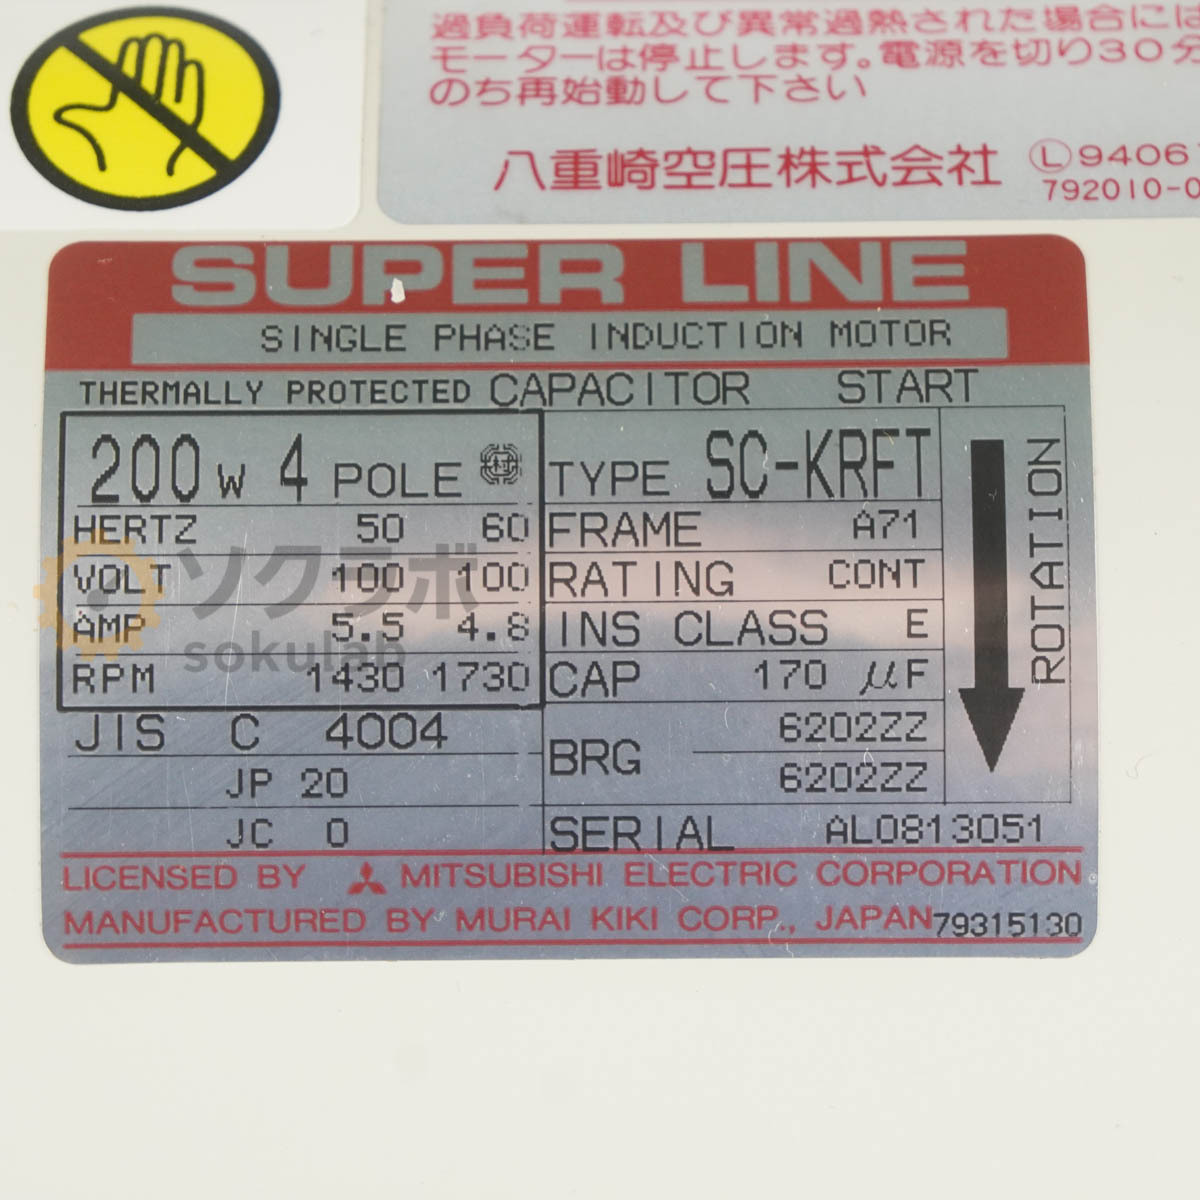 過負荷運転及び異常過熱された場合には
モーターは停止します。電源を切り30分
のち再始動して下さい
八重崎空圧株式会社 Ⓛ9406
792010-0
SUPER LINE
SINGLE PHASE INDUCTION MOTOR
THERMALLY PROTECTED CAPACITOR START
200 W 4 POLE
HERTZ 50 60
VOLT 100 100
AMP 5.5 4.8
RPM 1430 1730
JIS C 4004
JP 20
JC 0
TYPE SC-KRFT
FRAME A71
RATING CONT
INS CLASS E
CAP 170 μF
BRG 6202ZZ
6202ZZ
SERIAL AL0813051
ROTATION
LICENSED BY MITSUBISHI ELECTRIC CORPORATION
MANUFACTURED BY MURAI KIKI CORP., JAPAN 79315130
ソクラボ
sokulab